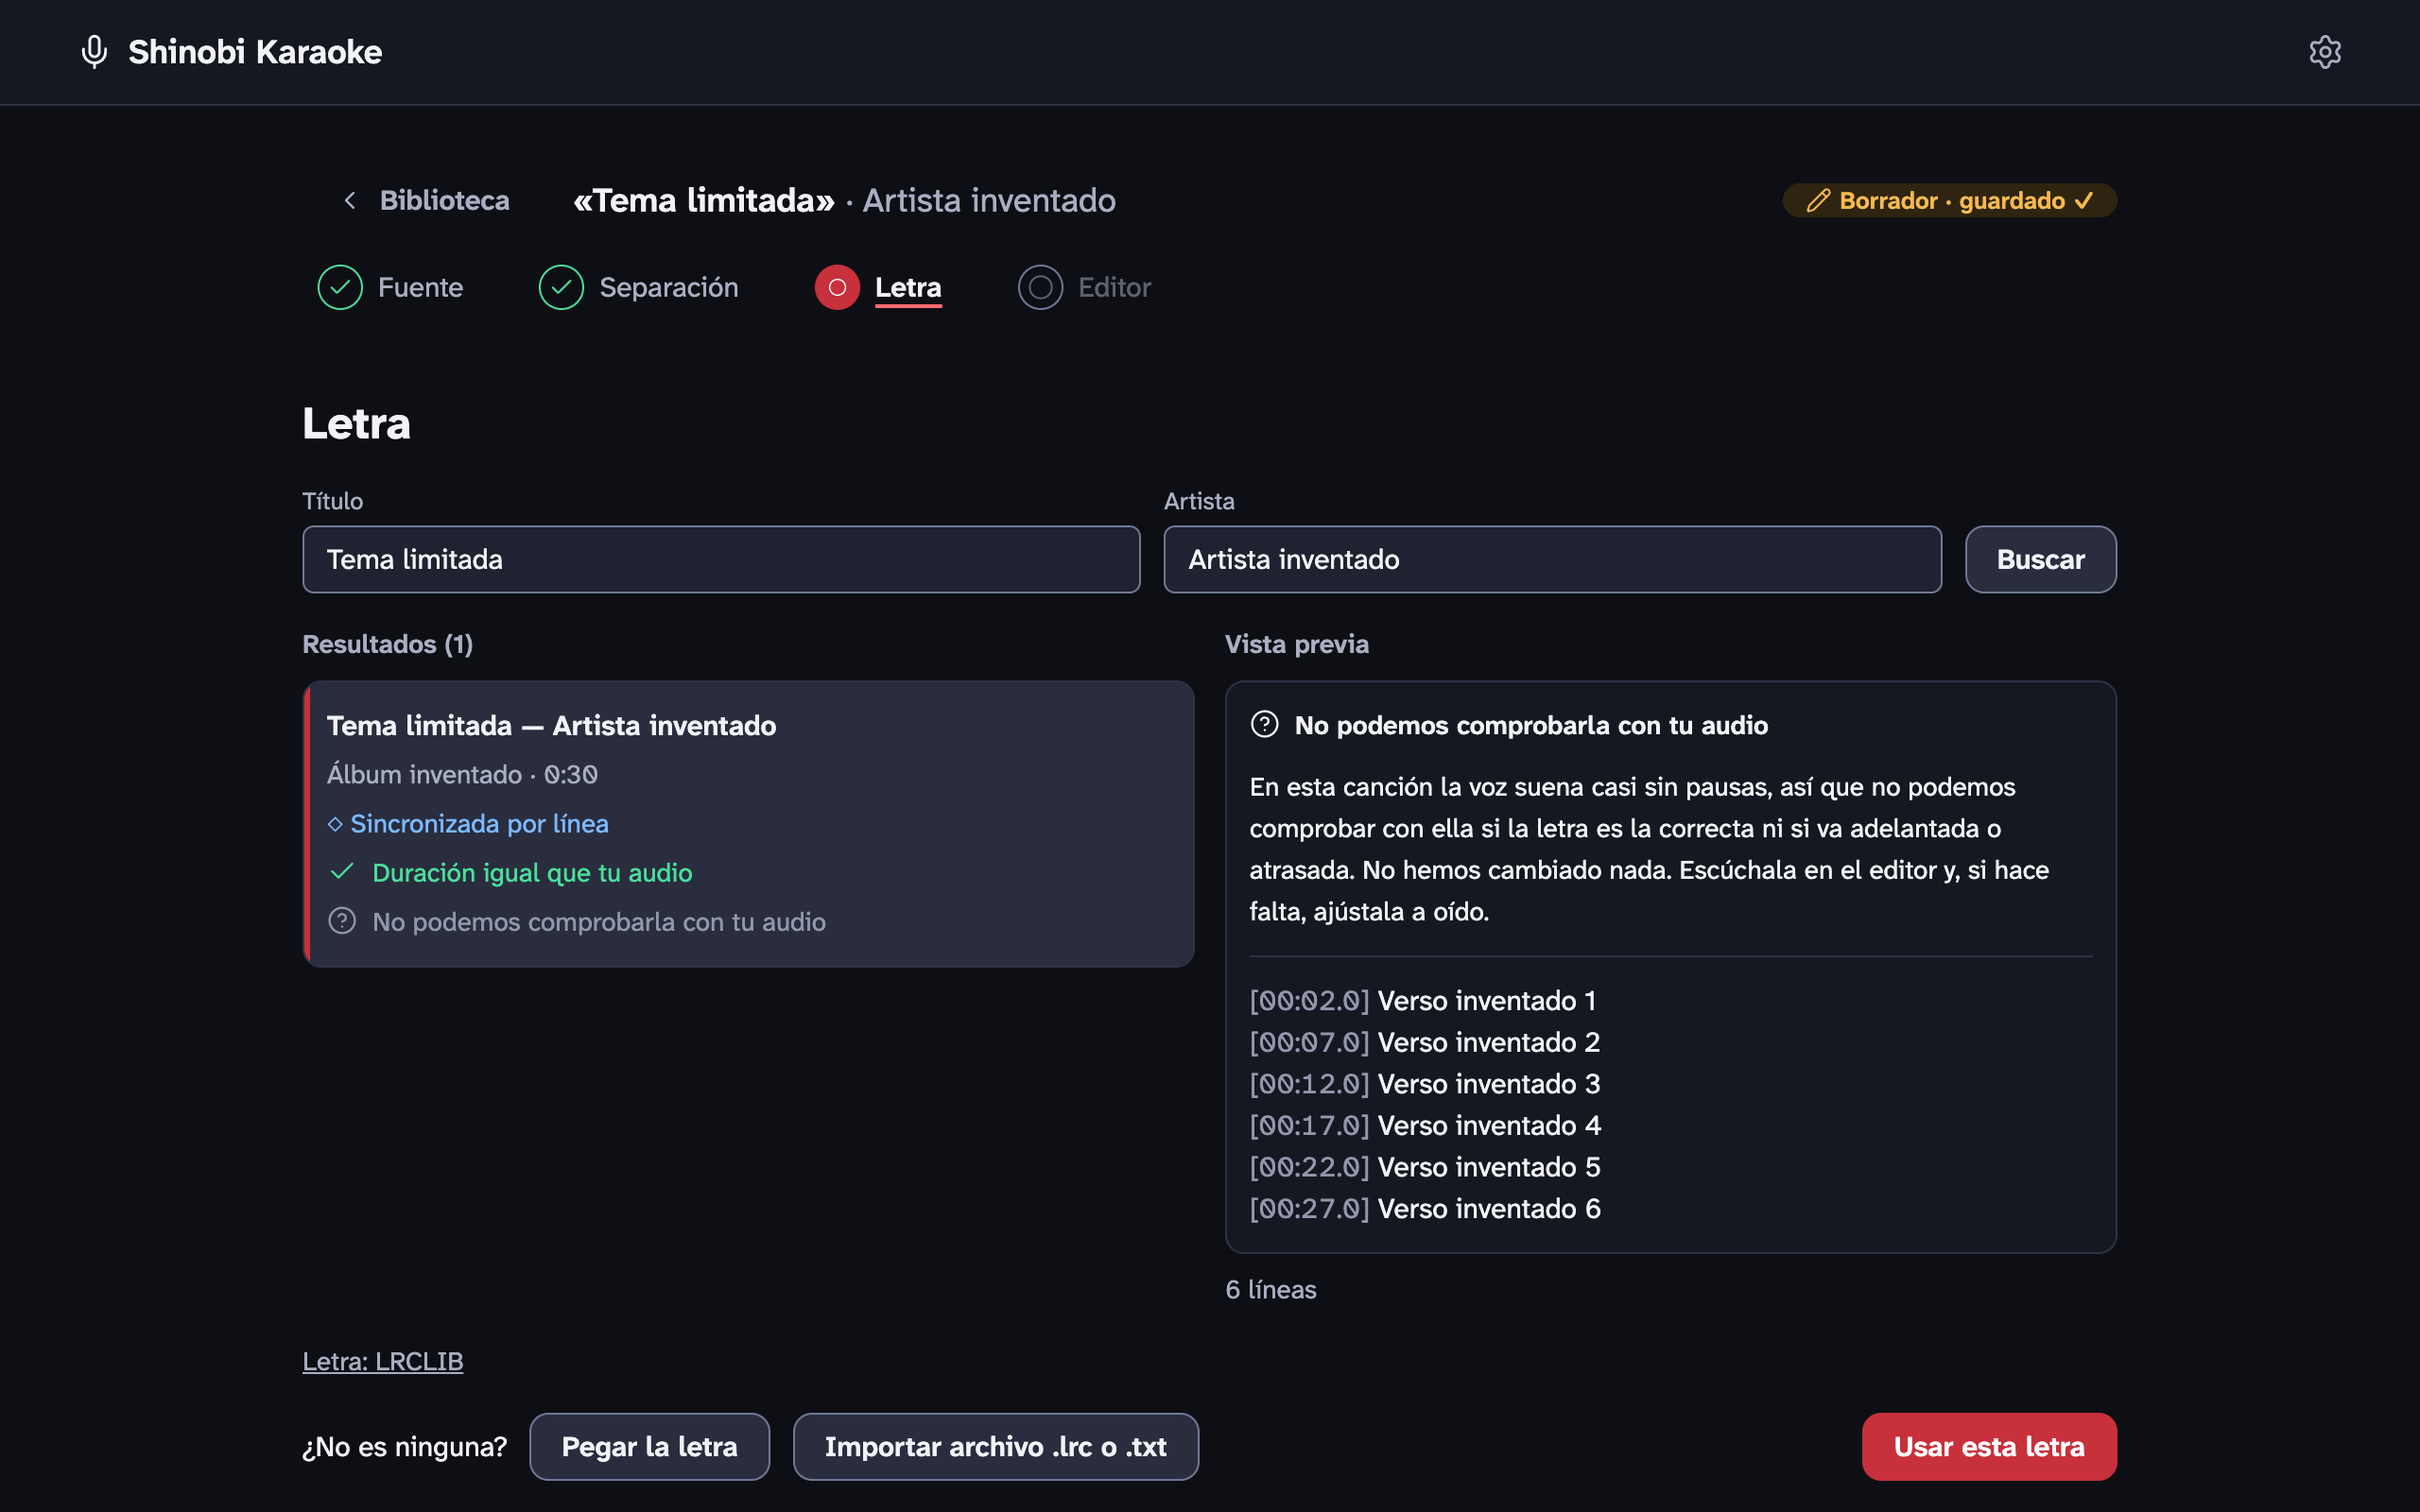 Shinobi Karaoke
Biblioteca
«Tema limitada» · Artista inventado
Borrador · guardado ✓
Fuente
Separación
Letra
Editor
Letra
Título
Artista
Tema limitada
Artista inventado
Buscar
Resultados (1)
Tema limitada — Artista inventado
Álbum inventado · 0:30
Sincronizada por línea
Duración igual que tu audio
No podemos comprobarla con tu audio
Vista previa
No podemos comprobarla con tu audio
En esta canción la voz suena casi sin pausas, así que no podemos
comprobar con ella si la letra es la correcta ni si va adelantada o
atrasada. No hemos cambiado nada. Escúchala en el editor y, si hace
falta, ajústala a oído.
[00:02.0] Verso inventado 1
[00:07.0] Verso inventado 2
[00:12.0] Verso inventado 3
[00:17.0] Verso inventado 4
[00:22.0] Verso inventado 5
[00:27.0] Verso inventado 6
6 líneas
Letra: LRCLIB
¿No es ninguna?
Pegar la letra
Importar archivo .lrc o .txt
Usar esta letra